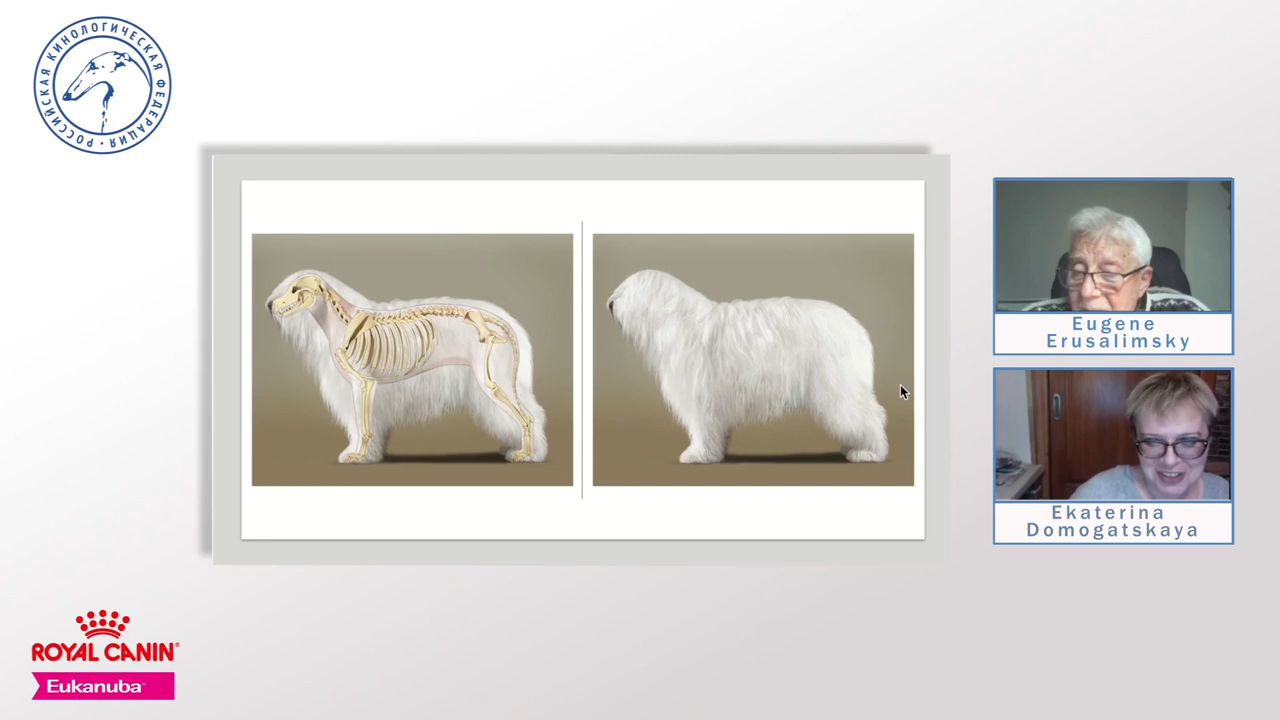 РОССИЙСКАЯ КИНОЛОГИЧЕСКАЯ ФЕДЕРАЦИЯ
Eugene
Erusalimsky
Ekaterina
Domogatskaya
ROYAL CANIN
Eukanuba